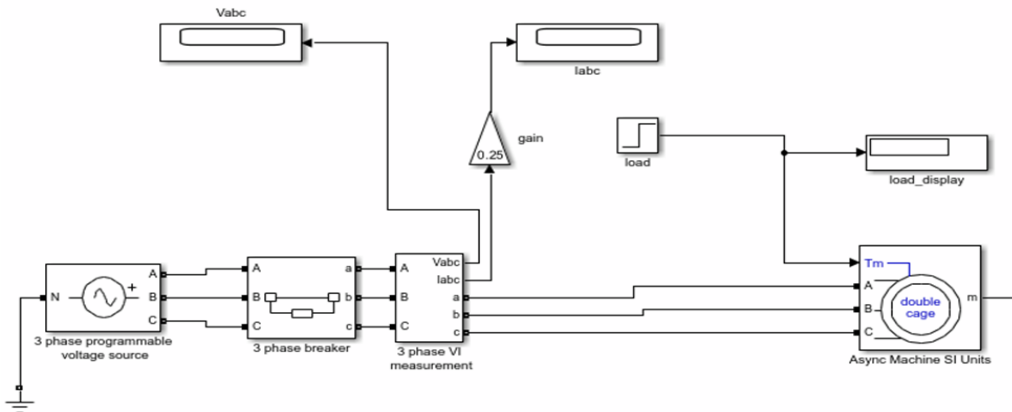 Vabc
Iabc
gain
0.25
load
load_display
Vabc
Iabc
N
+
A
B
C
A
B
C
a
b
c
A
B
C
a
b
c
Tm
A
B
C
double
cage
m
3 phase programmable
voltage source
3 phase breaker
3 phase VI
measurement
Async Machine SI Units